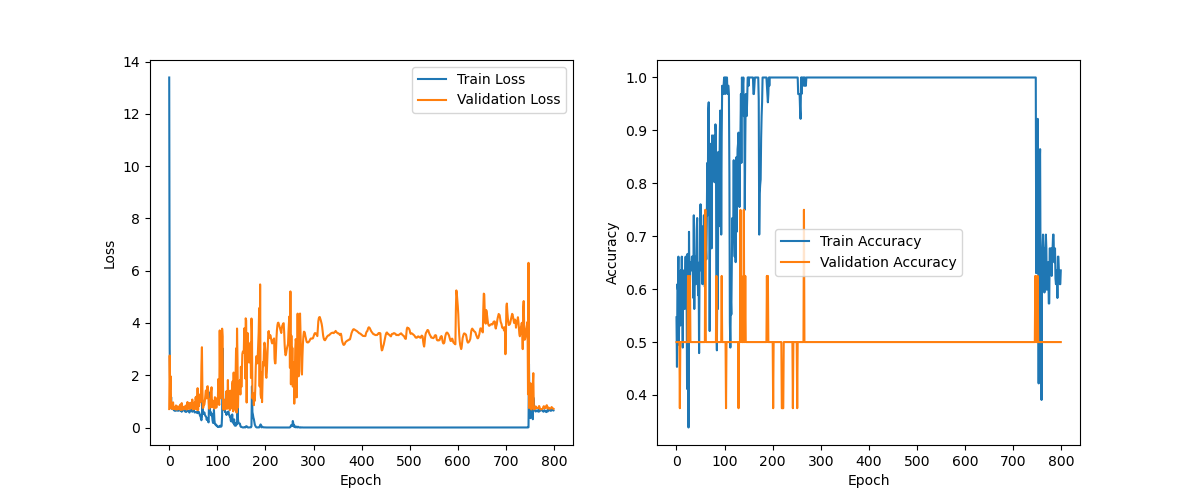 14
12
10
8
6
4
2
0
Loss
0 100 200 300 400 500 600 700 800
Epoch
Train Loss
Validation Loss
1.0
0.9
0.8
0.7
0.6
0.5
0.4
Accuracy
0 100 200 300 400 500 600 700 800
Epoch
Train Accuracy
Validation Accuracy